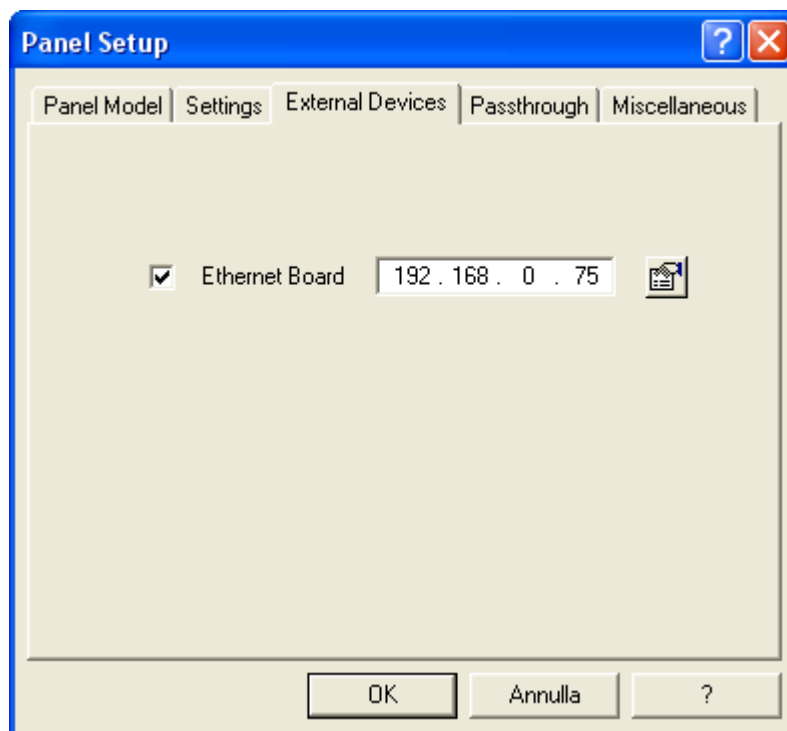 Panel Setup
Panel Model Settings External Devices Passthrough Miscellaneous
Ethernet Board 192 . 168 . 0 . 75
OK Annulla ?